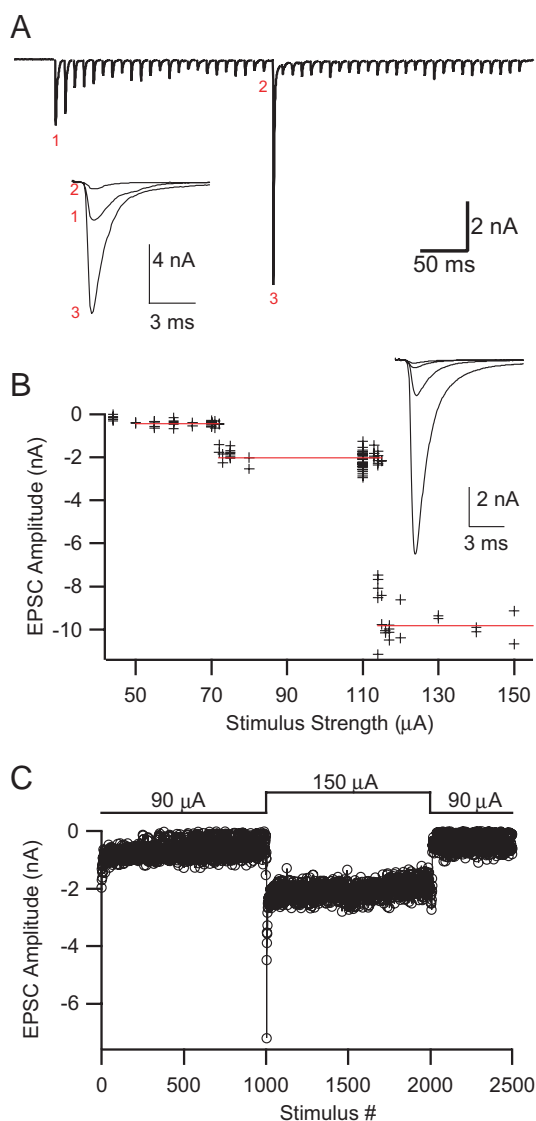 A
1
2
3
2 nA
50 ms
2
1
3
4 nA
3 ms
B
0
-2
-4
-6
-8
-10
EPSC Amplitude (nA)
50 70 90 110 130 150
Stimulus Strength (μA)
2 nA
3 ms
C
90 μA
150 μA
90 μA
0
-2
-4
-6
EPSC Amplitude (nA)
0 500 1000 1500 2000 2500
Stimulus #